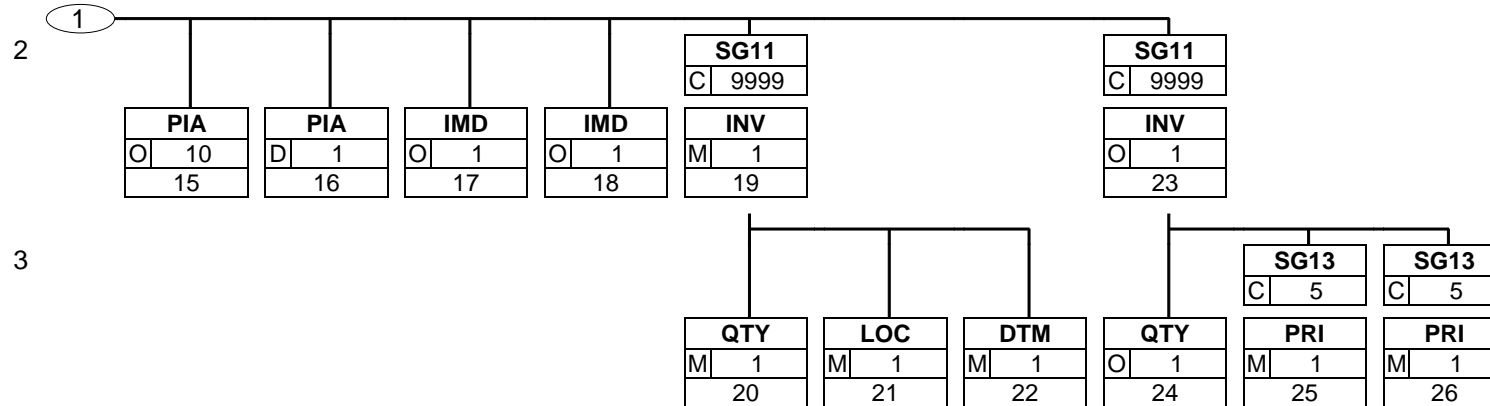 1
2
SG11 SG11
C 9999 C 9999
PIA PIA IMD IMD INV INV
O 10 D 1 O 1 O 1 M 1 O 1
15 16 17 18 19 23
3
SG13 SG13
C 5 C 5
QTY LOC DTM QTY PRI PRI
M 1 M 1 M 1 O 1 M 1 M 1
20 21 22 24 25 26